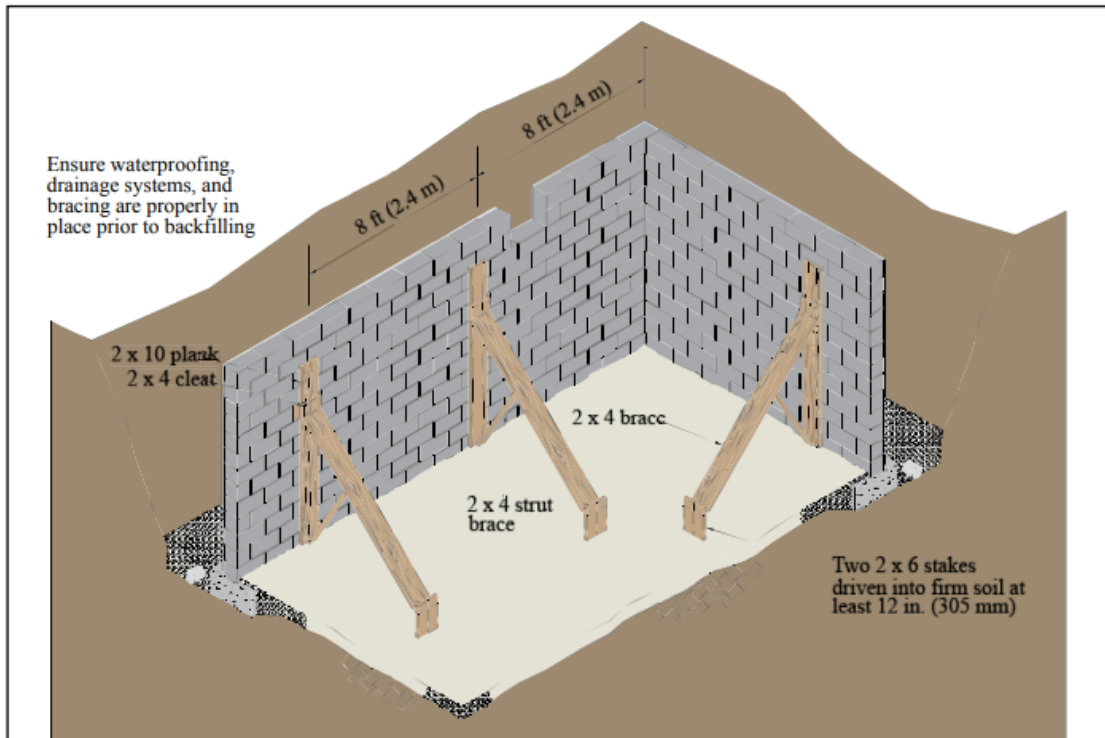 8 ft (2.4 m)
8 ft (2.4 m)
Ensure waterproofing,
drainage systems, and
bracing are properly in
place prior to backfilling
2 x 10 plank
2 x 4 cleat
2 x 4 brace
2 x 4 strut
brace
Two 2 x 6 stakes
driven into firm soil at
least 12 in. (305 mm)